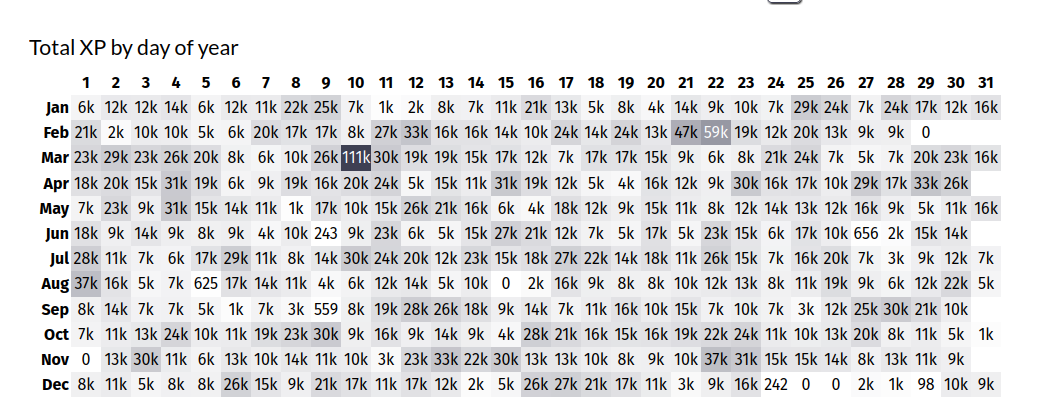 Total XP by day of year
1 2 3 4 5 6 7 8 9 10 11 12 13 14 15 16 17 18 19 20 21 22 23 24 25 26 27 28 29 30 31
Jan 6k 12k 12k 14k 6k 12k 11k 22k 25k 7k 1k 2k 8k 7k 11k 21k 13k 5k 8k 4k 14k 9k 10k 7k 29k 24k 7k 24k 17k 12k 16k
Feb 21k 2k 10k 10k 5k 6k 20k 17k 17k 8k 27k 33k 16k 16k 14k 10k 24k 14k 24k 13k 47k 59k 19k 12k 20k 13k 9k 9k 0
Mar 23k 29k 23k 26k 20k 8k 6k 10k 26k 111k 30k 19k 19k 15k 17k 12k 7k 17k 17k 15k 9k 6k 8k 21k 24k 7k 5k 7k 20k 23k 16k
Apr 18k 20k 15k 31k 19k 6k 9k 19k 16k 20k 24k 5k 15k 11k 31k 19k 12k 5k 4k 16k 12k 9k 30k 16k 17k 10k 29k 17k 33k 26k
May 7k 23k 9k 31k 15k 14k 11k 1k 17k 10k 15k 26k 21k 16k 6k 4k 18k 12k 9k 15k 11k 8k 12k 14k 13k 12k 16k 9k 5k 11k 16k
Jun 18k 9k 14k 9k 8k 9k 4k 10k 243 9k 23k 6k 5k 15k 27k 21k 12k 7k 5k 17k 5k 23k 15k 6k 17k 10k 656 2k 15k 14k
Jul 28k 11k 7k 6k 17k 29k 11k 8k 14k 30k 24k 20k 12k 23k 15k 18k 27k 22k 14k 18k 11k 26k 15k 7k 16k 20k 7k 3k 9k 12k 7k
Aug 37k 16k 5k 7k 625 17k 14k 11k 4k 6k 12k 14k 5k 10k 0 2k 16k 9k 8k 8k 10k 12k 13k 8k 11k 19k 9k 6k 12k 22k 5k
Sep 8k 14k 7k 7k 5k 1k 7k 3k 559 8k 19k 28k 26k 18k 9k 14k 7k 11k 16k 10k 15k 7k 10k 7k 3k 12k 25k 30k 21k 10k
Oct 7k 11k 13k 24k 10k 11k 19k 23k 30k 9k 16k 9k 14k 9k 4k 28k 21k 16k 15k 16k 19k 22k 24k 11k 10k 13k 20k 8k 11k 5k 1k
Nov 0 13k 30k 11k 6k 13k 10k 14k 11k 10k 3k 23k 33k 22k 30k 13k 13k 10k 8k 9k 10k 37k 31k 15k 15k 14k 8k 13k 11k 9k
Dec 8k 11k 5k 8k 8k 26k 15k 9k 21k 17k 11k 17k 12k 2k 5k 26k 27k 21k 17k 11k 3k 9k 16k 242 0 0 2k 1k 98 10k 9k